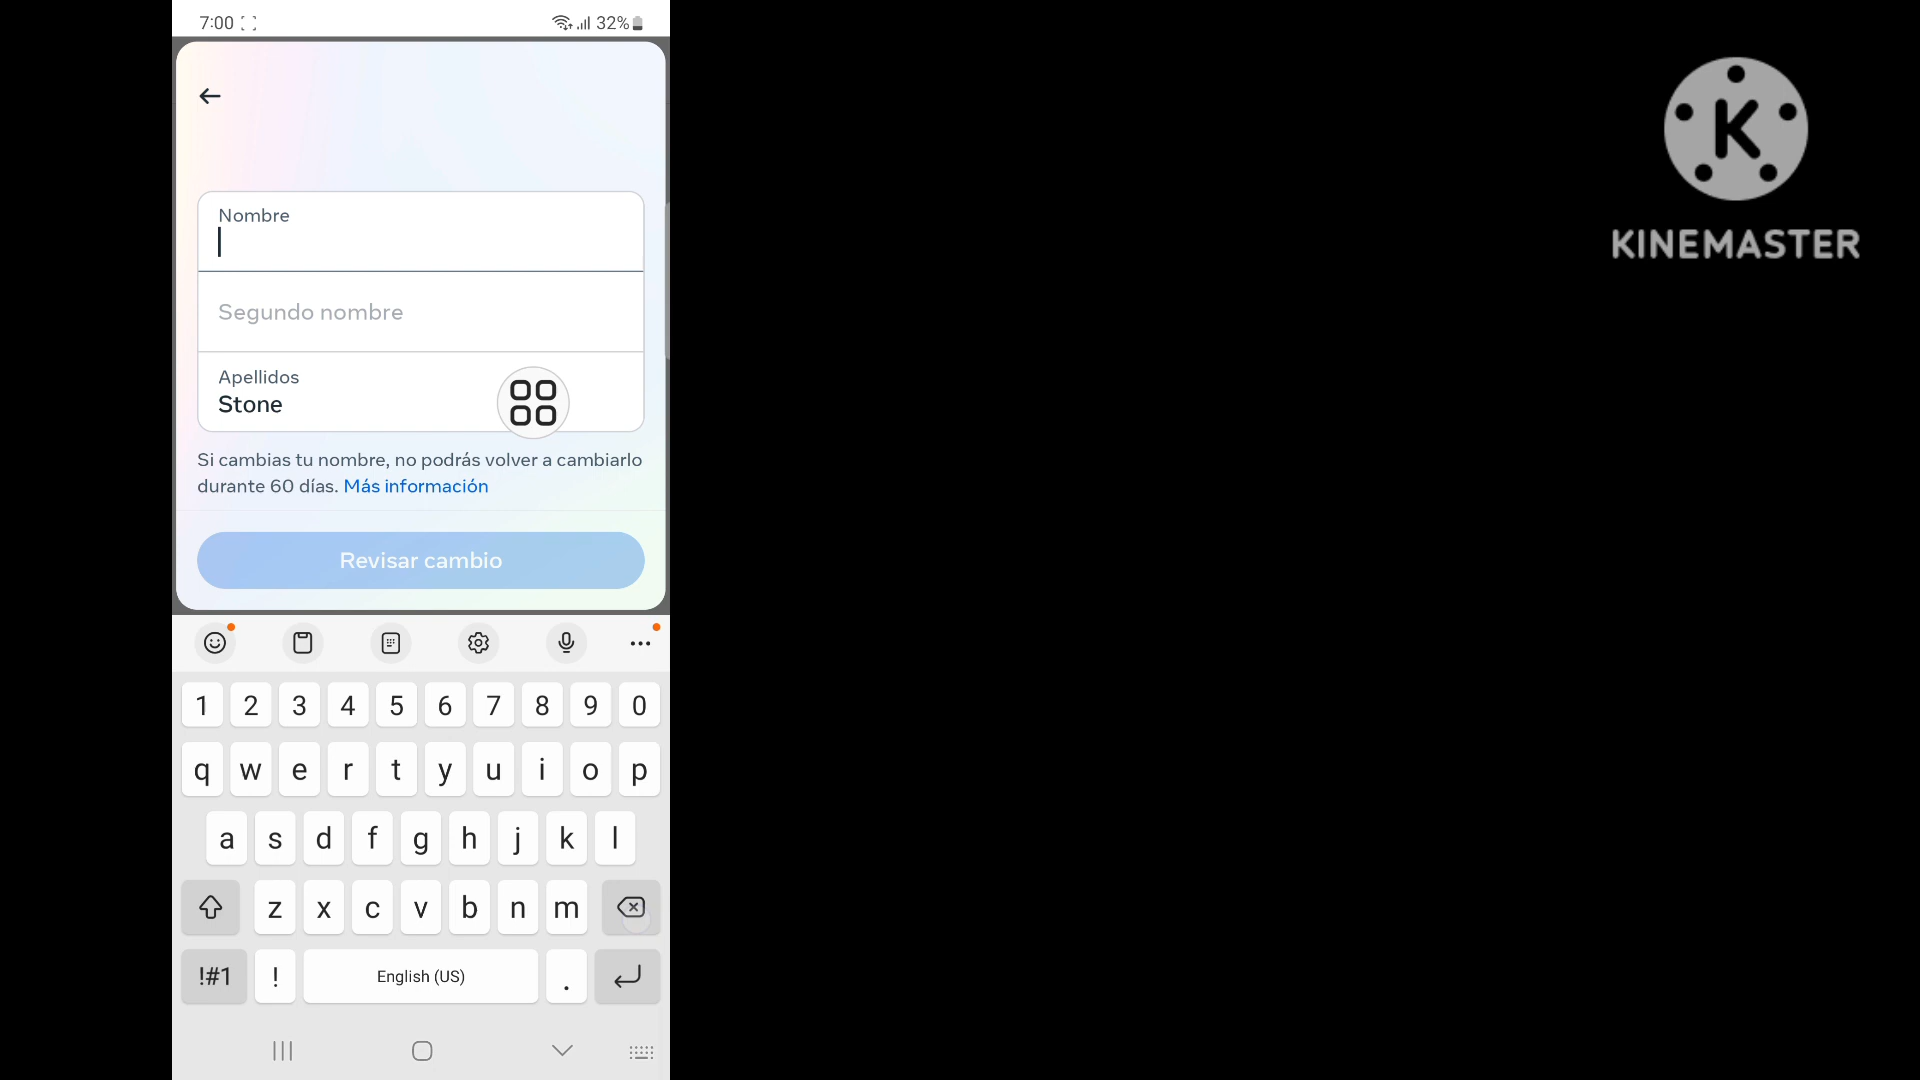 7:00
32%
K
KINEMASTER
Nombre
Segundo nombre
Apellidos
Stone
Si cambias tu nombre, no podrás volver a cambiarlo
durante 60 días. Más información
Revisar cambio
1 2 3 4 5 6 7 8 9 0
q w e r t y u i o p
a s d f g h j k l
z x c v b n m
!#1 ! English (US) .